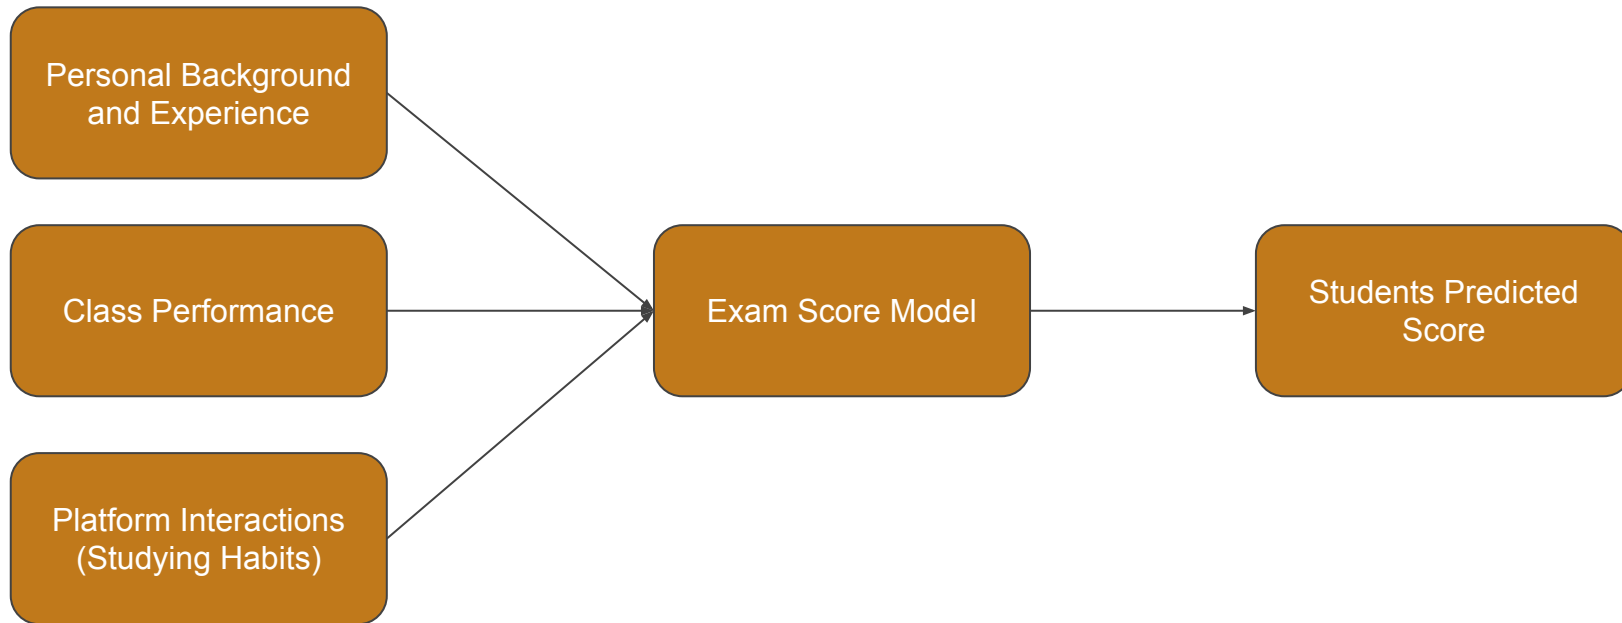 Personal Background
and Experience
Class Performance
Platform Interactions
(Studying Habits)
Exam Score Model
Students Predicted
Score